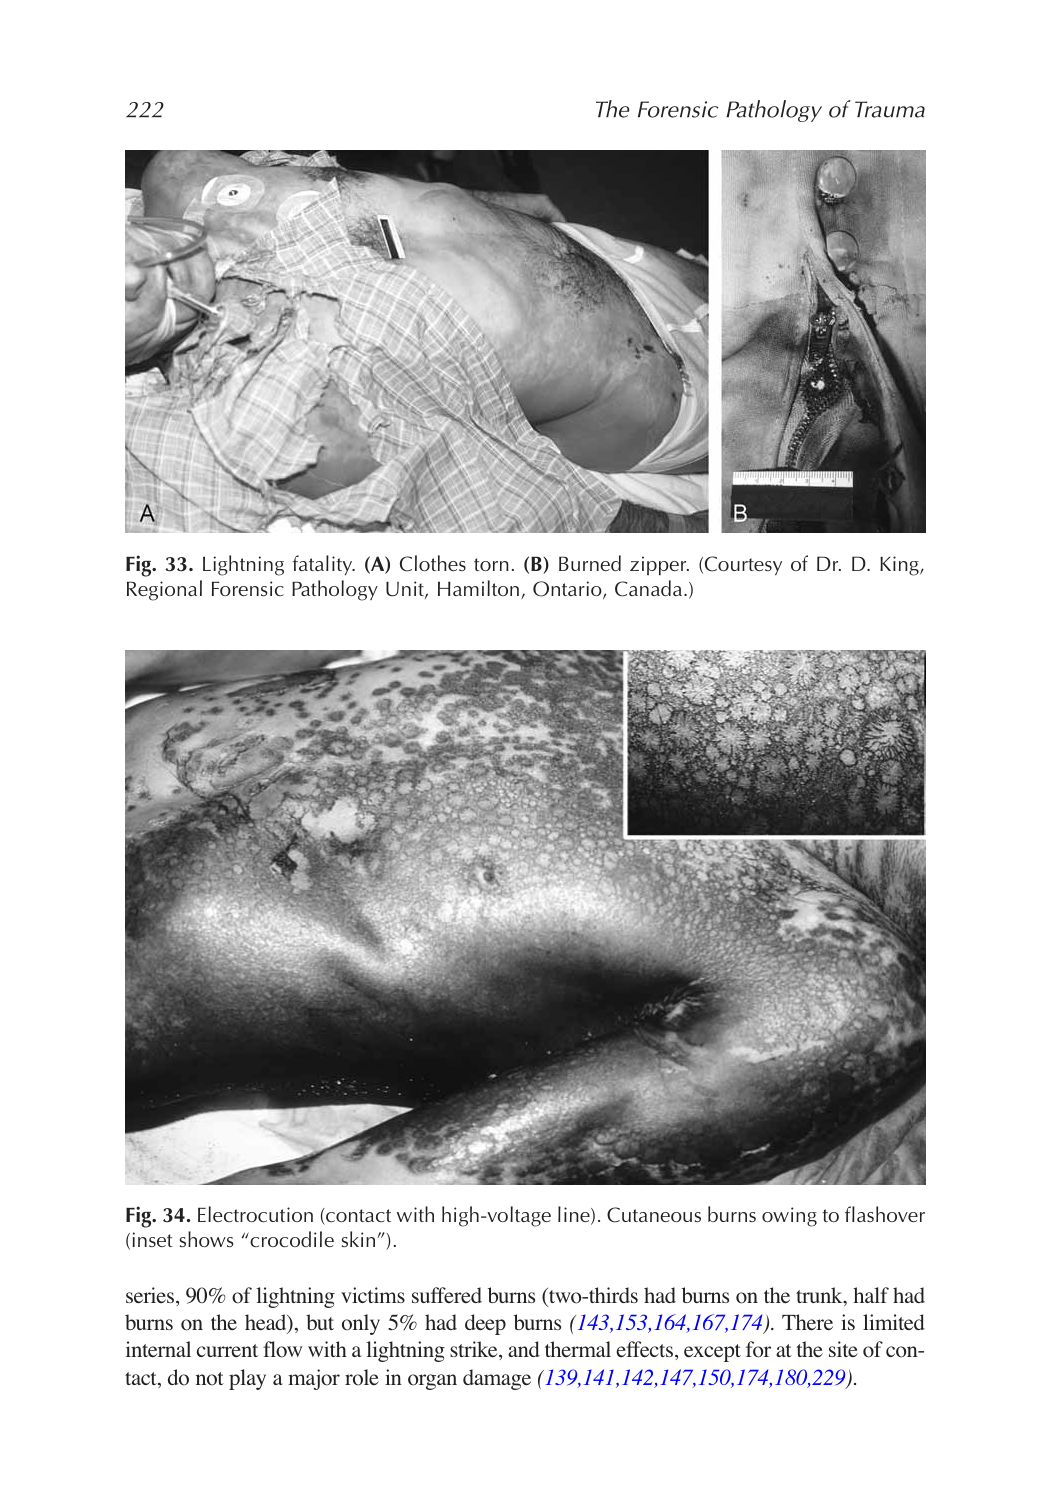 222
The Forensic Pathology of Trauma
A
B
Fig. 33. Lightning fatality. (A) Clothes torn. (B) Burned zipper. (Courtesy of Dr. D. King,
Regional Forensic Pathology Unit, Hamilton, Ontario, Canada.)
Fig. 34. Electrocution (contact with high-voltage line). Cutaneous burns owing to flashover
(inset shows “crocodile skin”).
series, 90% of lightning victims suffered burns (two-thirds had burns on the trunk, half had
burns on the head), but only 5% had deep burns (143,153,164,167,174). There is limited
internal current flow with a lightning strike, and thermal effects, except for at the site of con-
tact, do not play a major role in organ damage (139,141,142,147,150,174,180,229).